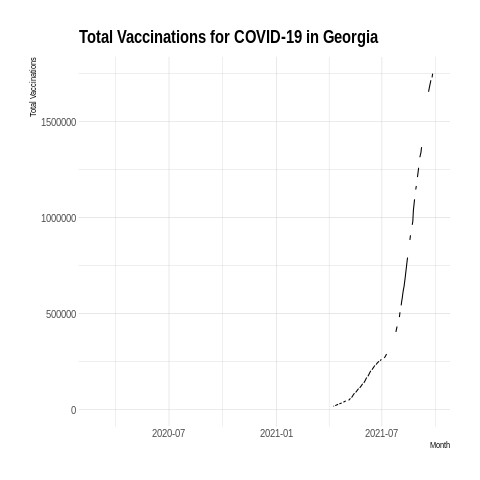 Total Vaccinations for COVID-19 in Georgia
Total Vaccinations
1500000
1000000
500000
0
2020-07 2021-01 2021-07
Month